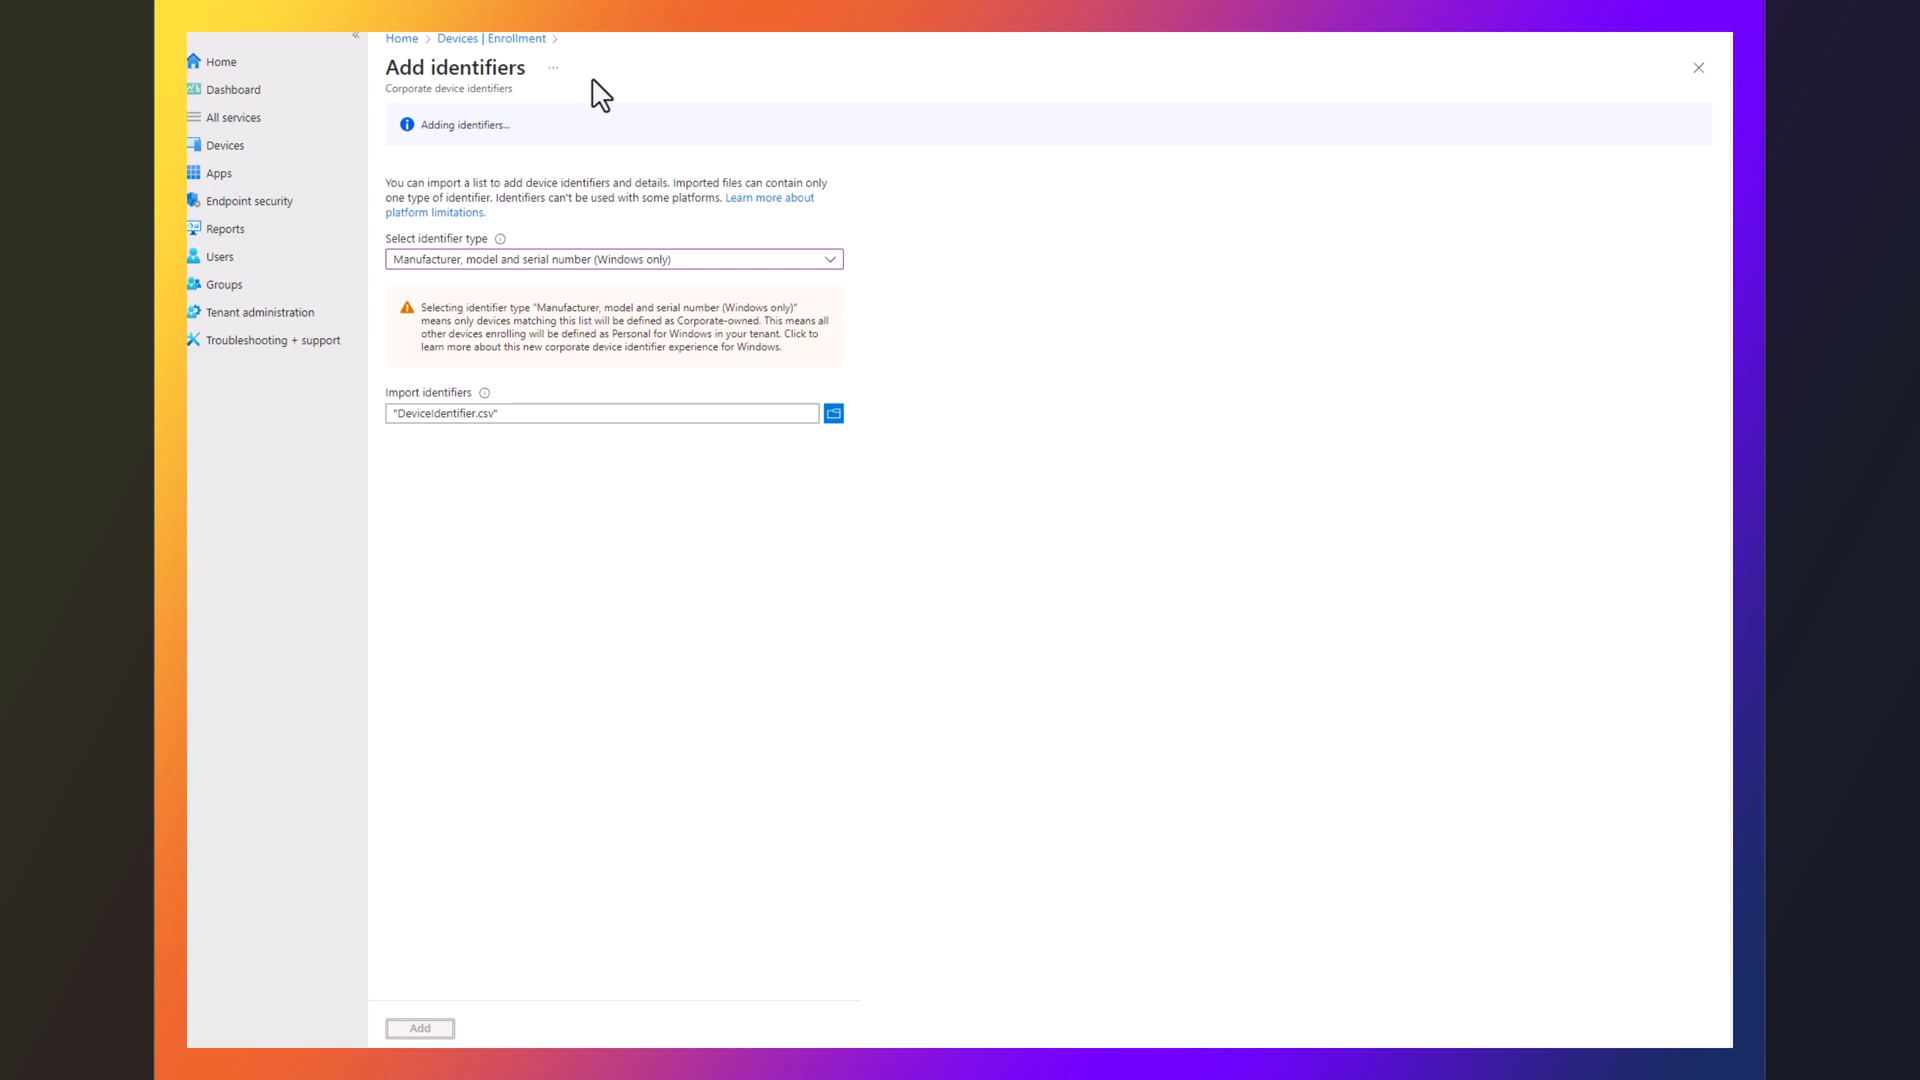 Home
Dashboard
All services
Devices
Apps
Endpoint security
Reports
Users
Groups
Tenant administration
Troubleshooting + support
Home > Devices | Enrollment >
Add identifiers ...
Corporate device identifiers
Adding identifiers...
You can import a list to add device identifiers and details. Imported files can contain only
one type of identifier. Identifiers can't be used with some platforms. Learn more about
platform limitations.
Select identifier type
Manufacturer, model and serial number (Windows only)
Selecting identifier type "Manufacturer, model and serial number (Windows only)"
means only devices matching this list will be defined as Corporate-owned. This means all
other devices enrolling will be defined as Personal for Windows in your tenant. Click to
learn more about this new corporate device identifier experience for Windows.
Import identifiers
"DeviceIdentifier.csv"
Add